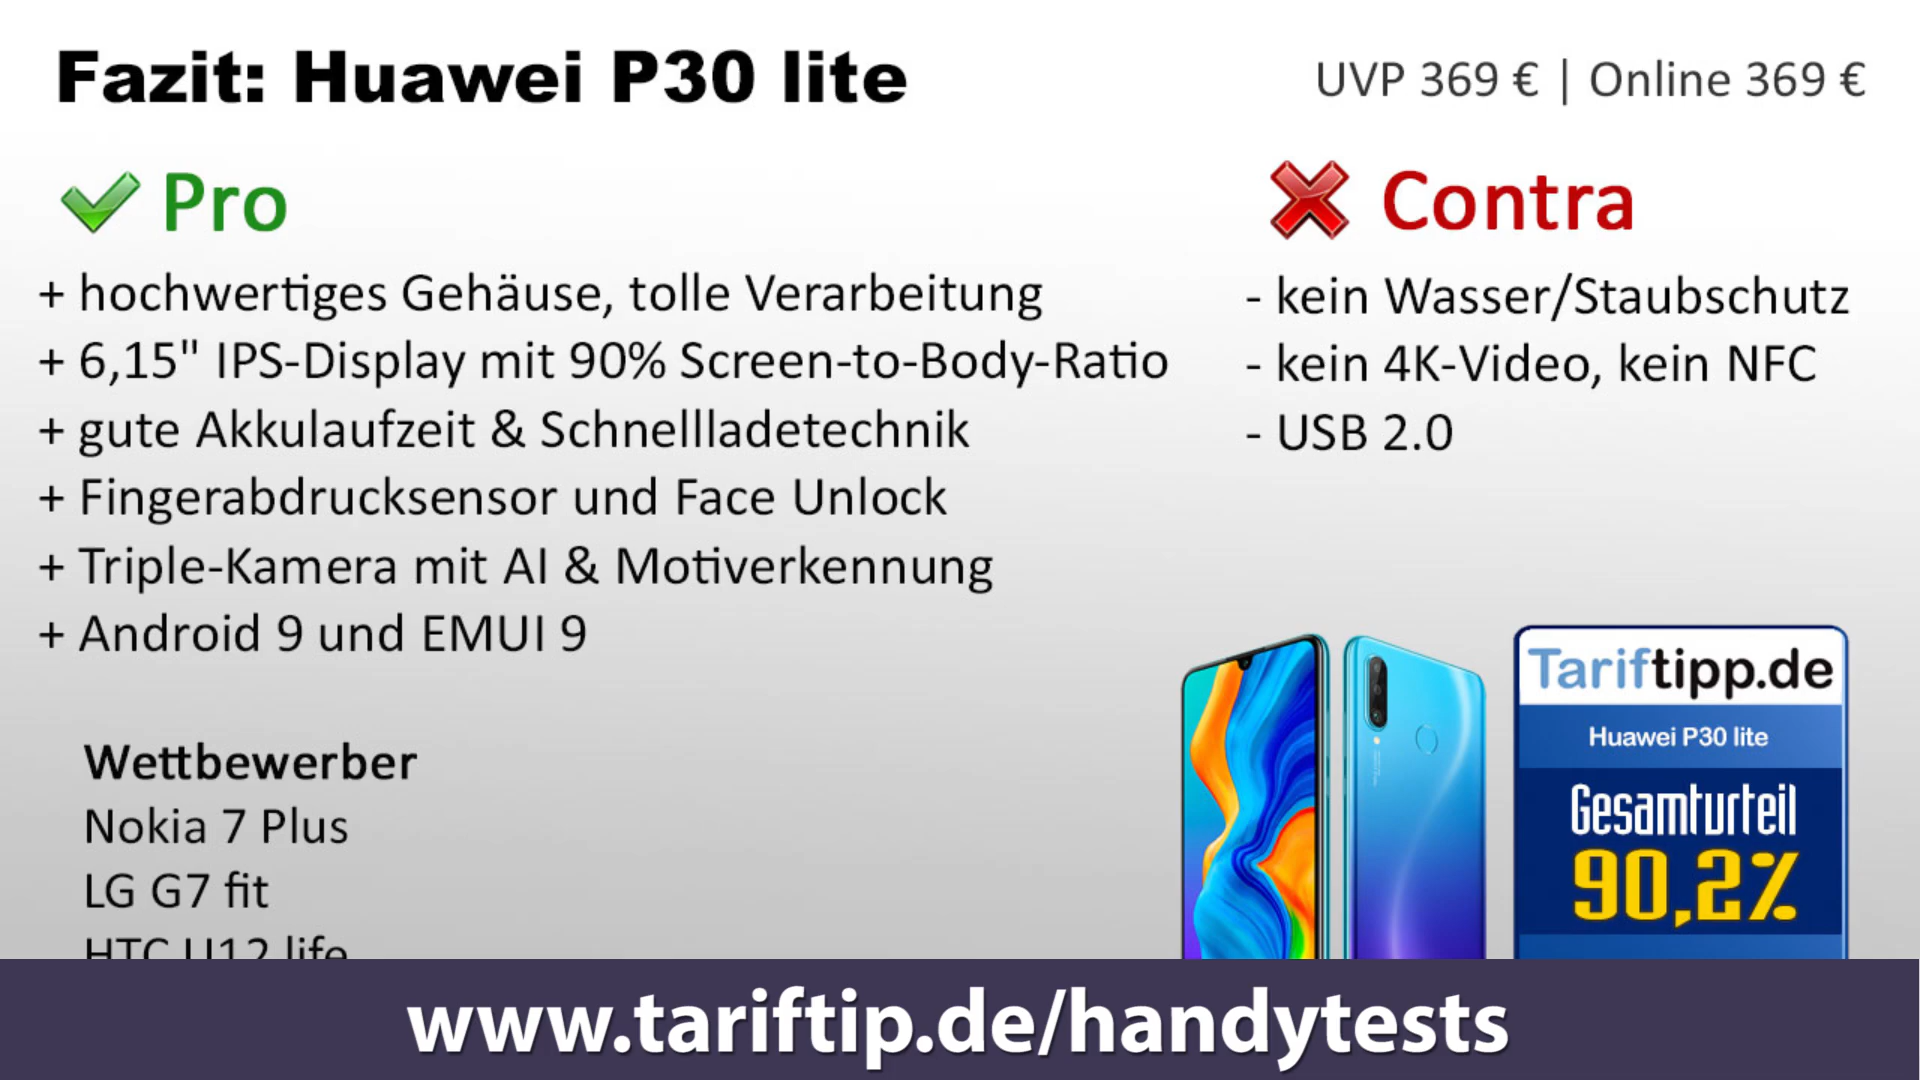 Fazit: Huawei P30 lite
UVP 369 € | Online 369 €
Pro
+ hochwertiges Gehäuse, tolle Verarbeitung
+ 6,15" IPS-Display mit 90% Screen-to-Body-Ratio
+ gute Akkulaufzeit & Schnellladetechnik
+ Fingerabdrucksensor und Face Unlock
+ Triple-Kamera mit AI & Motiverkennung
+ Android 9 und EMUI 9
Contra
- kein Wasser/Staubschutz
- kein 4K-Video, kein NFC
- USB 2.0
Wettbewerber
Nokia 7 Plus
LG G7 fit
HTC U12 life
Tariftipp.de
Huawei P30 lite
Gesamturteil
90,2%
www.tariftip.de/handytests